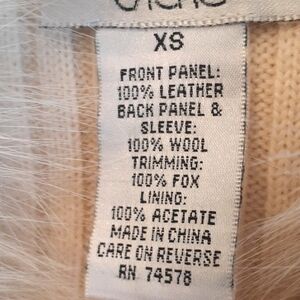 XS
FRONT PANEL:
100% LEATHER
BACK PANEL &
SLEEVE:
100% WOOL
TRIMMING:
100% FOX
LINING:
100% ACETATE
MADE IN CHINA
CARE ON REVERSE
RN 74578